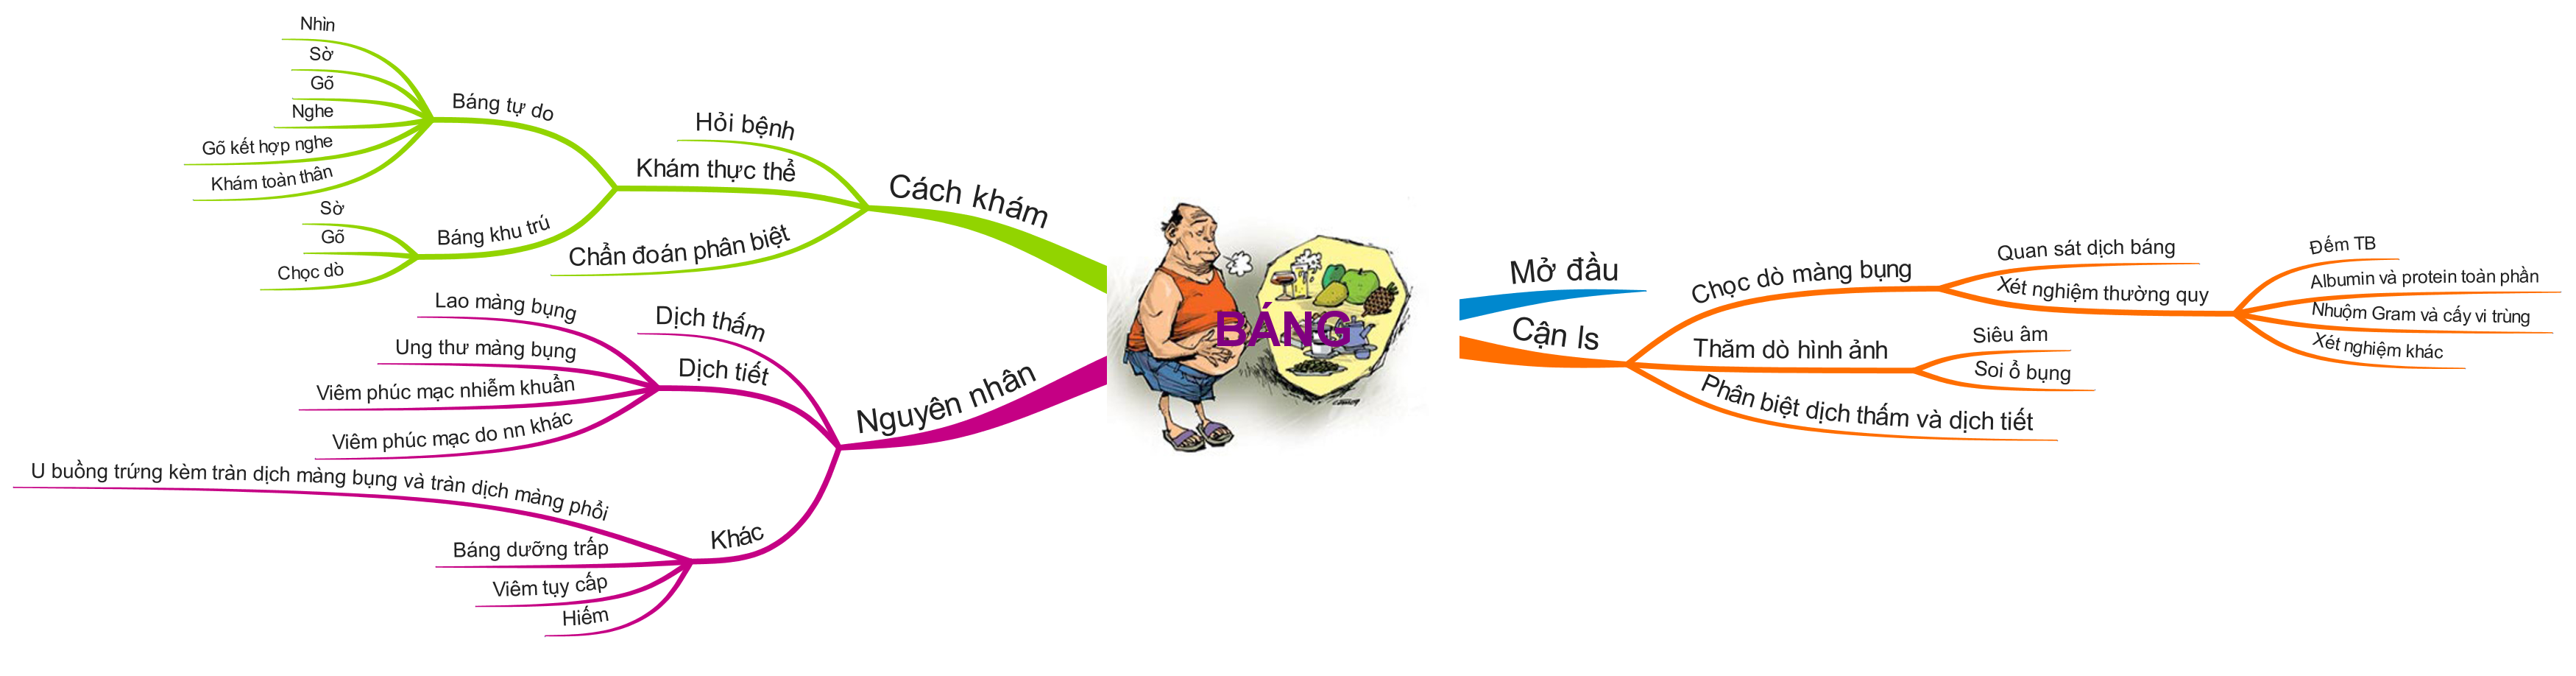 BÁNG
Mở đầu
Cận ls
Chọc dò màng bụng
Quan sát dịch báng
Xét nghiệm thường quy
Đếm TB
Albumin và protein toàn phần
Nhuộm Gram và cấy vi trùng
Xét nghiệm khác
Thăm dò hình ảnh
Siêu âm
Soi ổ bụng
Phân biệt dịch thấm và dịch tiết
Nguyên nhân
Dịch thấm
Dịch tiết
Lao màng bụng
Ung thư màng bụng
Viêm phúc mạc nhiễm khuẩn
Viêm phúc mạc do nn khác
Khác
U buồng trứng kèm tràn dịch màng bụng và tràn dịch màng phổi
Báng dưỡng trấp
Viêm tụy cấp
Hiếm
Cách khám
Hỏi bệnh
Khám thực thể
Báng tự do
Nhìn
Sờ
Gõ
Nghe
Gõ kết hợp nghe
Khám toàn thân
Báng khu trú
Sờ
Gõ
Chọc dò
Chẩn đoán phân biệt